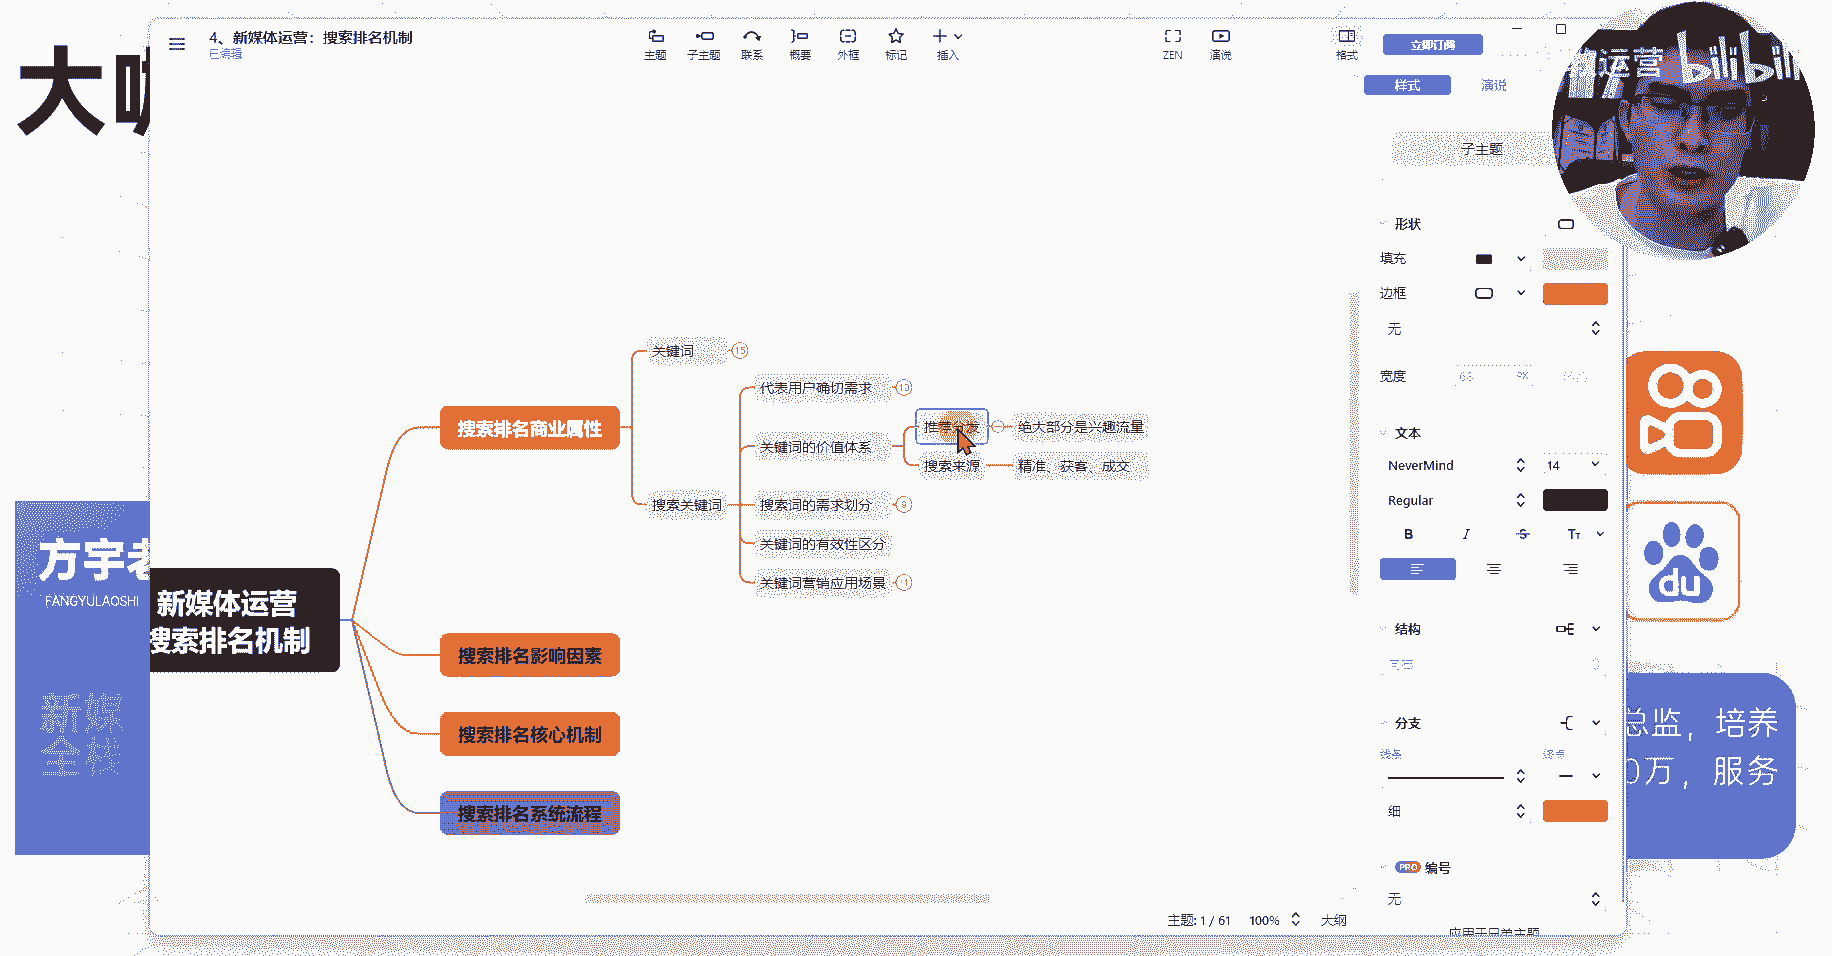 大
4、新媒体运营：搜索排名机制
已编辑
主题
子主题
联系
概要
外框
标记
插入
ZEN
演说
格式
立即订阅
运营 bilibili
样式
演说
子主题
形状
填充
边框
无
宽度
文本
NeverMind
14
Regular
B
I
S
TT
结构
分支
线条
终点
细
PRO 编号
无
应用于兄弟主题
关键词
15
代表用户确切需求
10
推荐分发
绝大部分是兴趣流量
搜索排名商业属性
关键词的价值体系
搜索来源
精准、获客、成交
搜索关键词
搜索词的需求划分
9
关键词的有效性区分
关键词营销应用场景
11
方宇老
FANGYULAOSHI
新媒体运营
搜索排名机制
搜索排名影响因素
搜索排名核心机制
搜索排名系统流程
新媒
全栈
du
总监，培养
0万，服务
主题: 1 / 61
100%
大纲